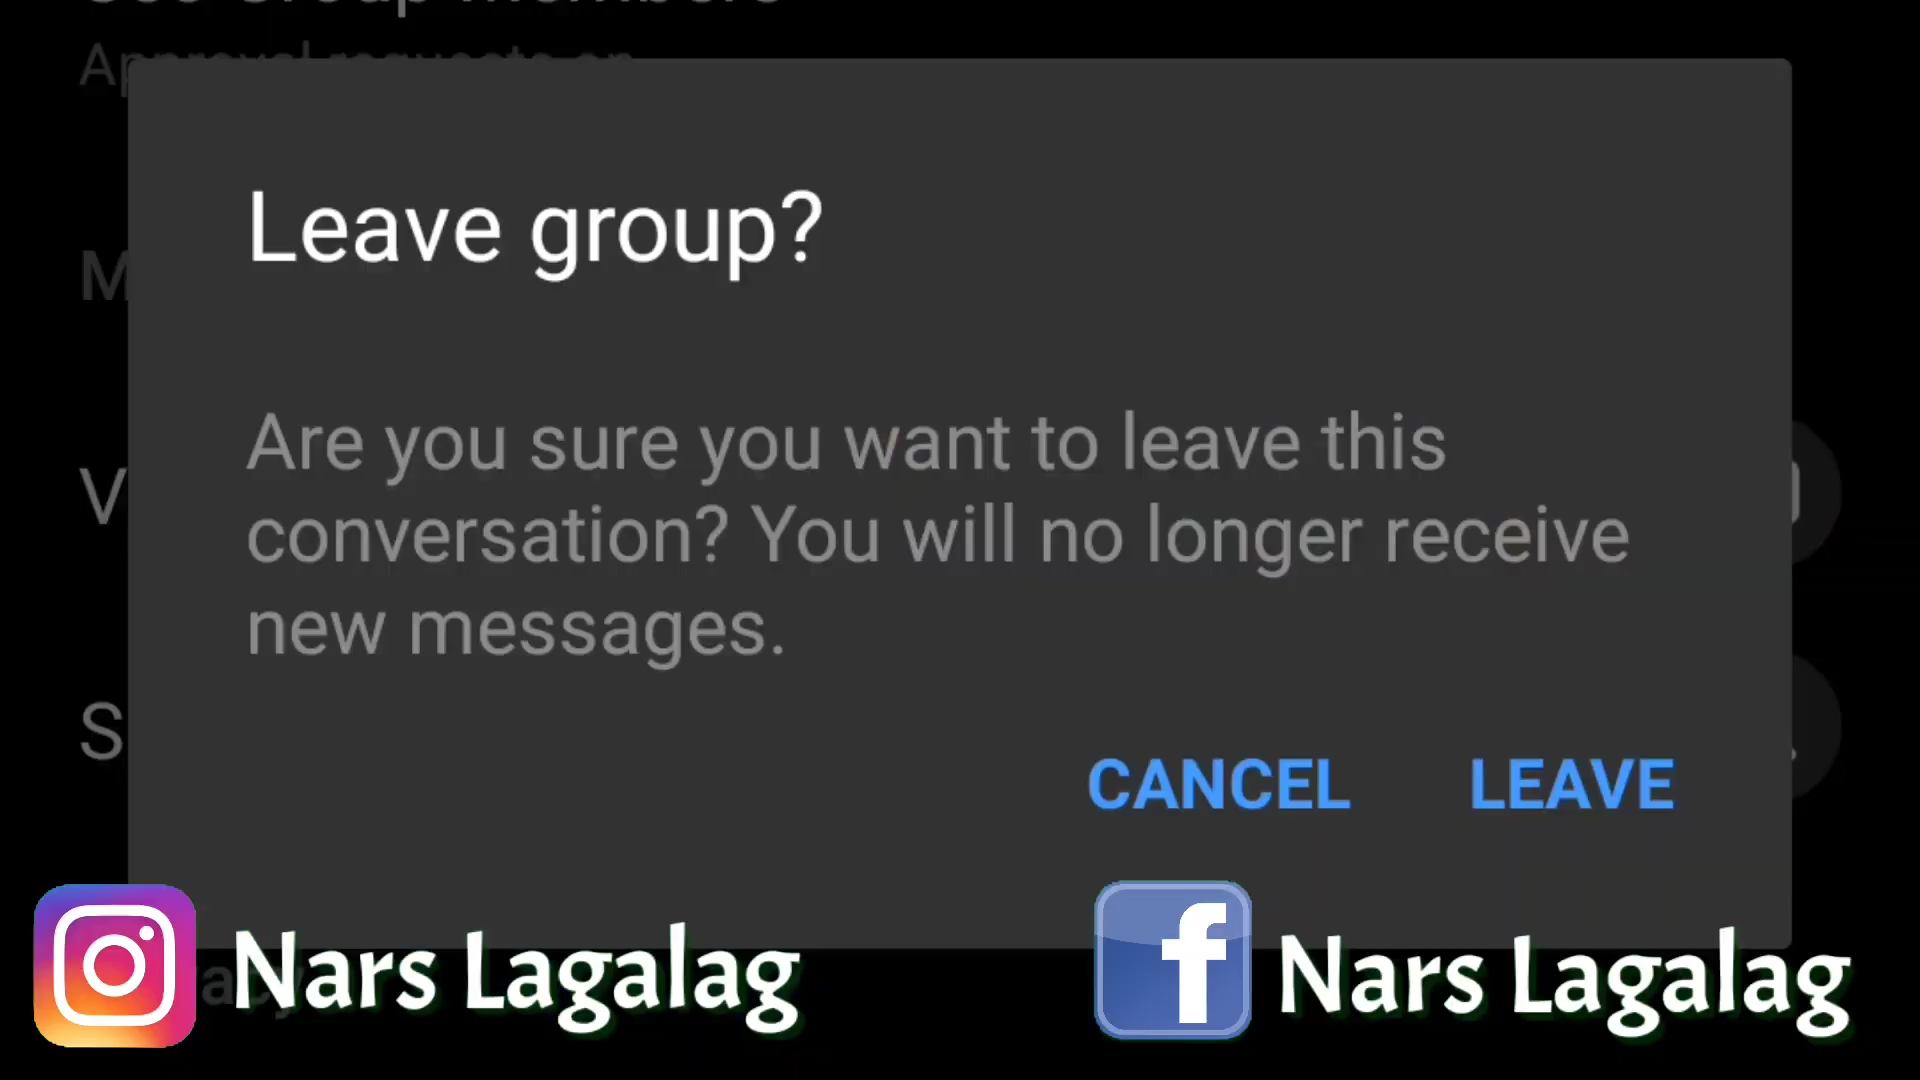 Leave group?
Are you sure you want to leave this
conversation? You will no longer receive
new messages.
CANCEL LEAVE
Nars Lagalag Nars Lagalag